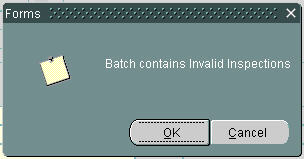 Forms
Batch contains Invalid Inspections
OK
Cancel